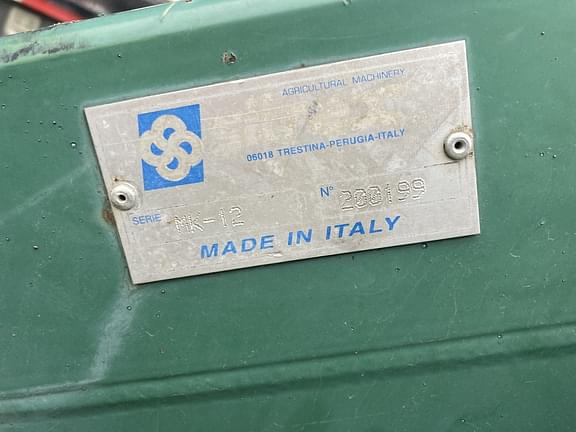 AGRICULTURAL MACHINERY
06018 TRESTINA-PERUGIA-ITALY
SERIE MK-12 N° 200199
MADE IN ITALY